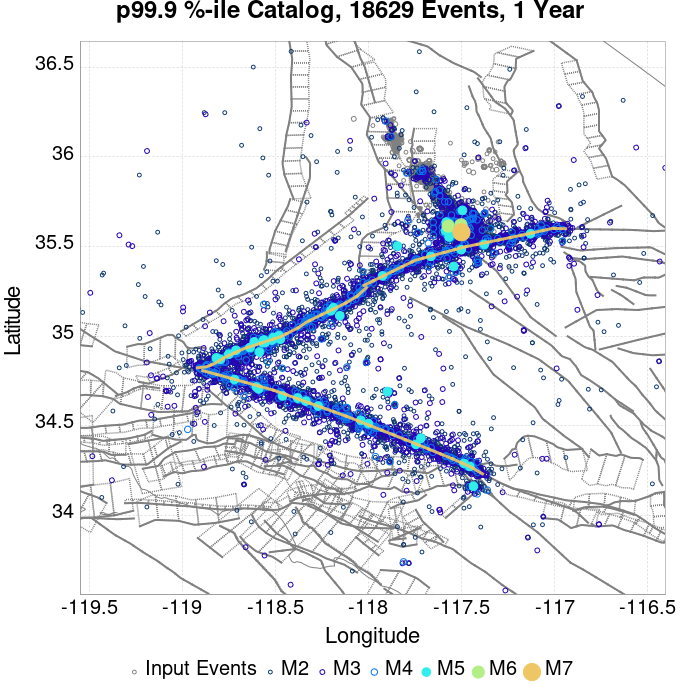 p99.9 %-ile Catalog, 18629 Events, 1 Year
36.5
36
35.5
35
34.5
34
Latitude
-119.5 -119 -118.5 -118 -117.5 -117 -116.5
Longitude
Input Events M2 M3 M4 M5 M6 M7